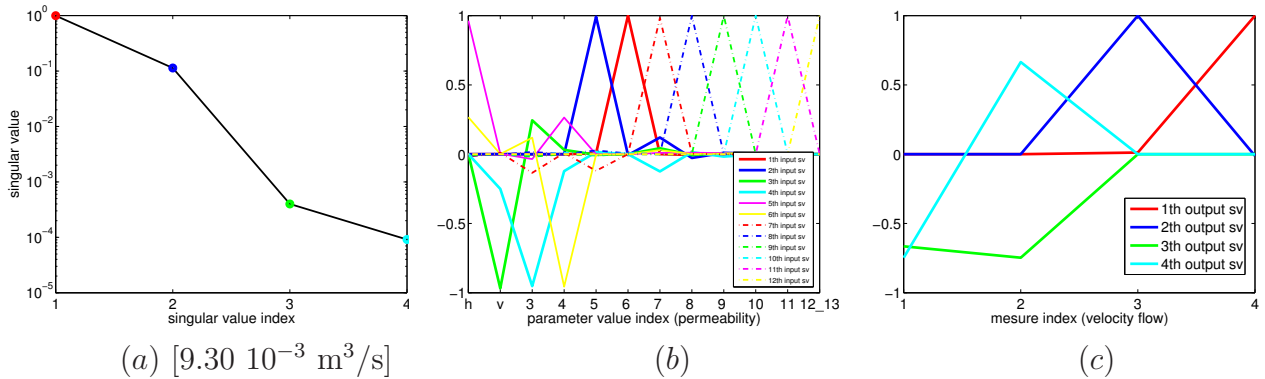 10^0
10^-1
10^-2
10^-3
10^-4
10^-5
singular value
1
2
3
4
singular value index
(a) [9.30 10^-3 m^3/s]
1
0.5
0
−0.5
−1
h
v
3
4
5
6
7
8
9
10
11
12_13
parameter value index (permeability)
1th input sv
2th input sv
3th input sv
4th input sv
5th input sv
6th input sv
7th input sv
8th input sv
9th input sv
10th input sv
11th input sv
12th input sv
(b)
1
0.5
0
−0.5
−1
1
2
3
4
mesure index (velocity flow)
1th output sv
2th output sv
3th output sv
4th output sv
(c)